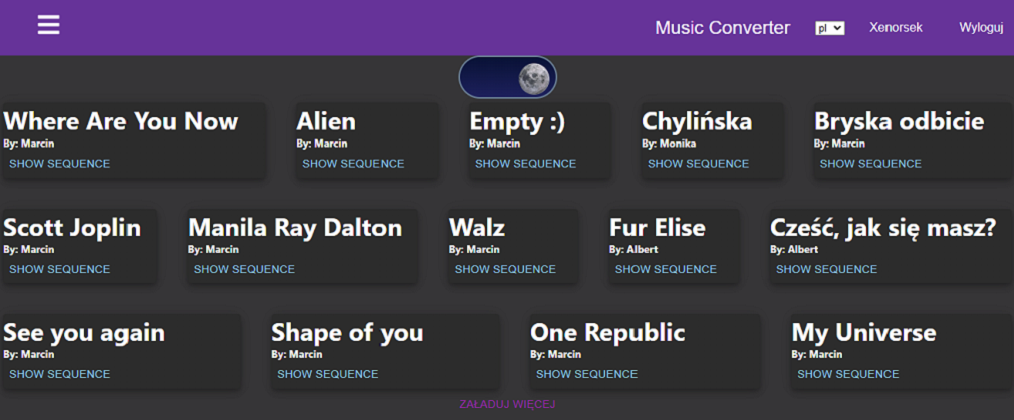 Music Converter pl Xenorsek Wyloguj
Where Are You Now Alien Empty :) Chylińska Bryska odbicie
By: Marcin By: Marcin By: Marcin By: Monika By: Marcin
SHOW SEQUENCE SHOW SEQUENCE SHOW SEQUENCE SHOW SEQUENCE SHOW SEQUENCE
Scott Joplin Manila Ray Dalton Walz Fur Elise Cześć, jak się masz?
By: Marcin By: Marcin By: Marcin By: Albert By: Albert
SHOW SEQUENCE SHOW SEQUENCE SHOW SEQUENCE SHOW SEQUENCE SHOW SEQUENCE
See you again Shape of you One Republic My Universe
By: Marcin By: Marcin By: Marcin By: Marcin
SHOW SEQUENCE SHOW SEQUENCE SHOW SEQUENCE SHOW SEQUENCE
ZAŁADUJ WIĘCEJ